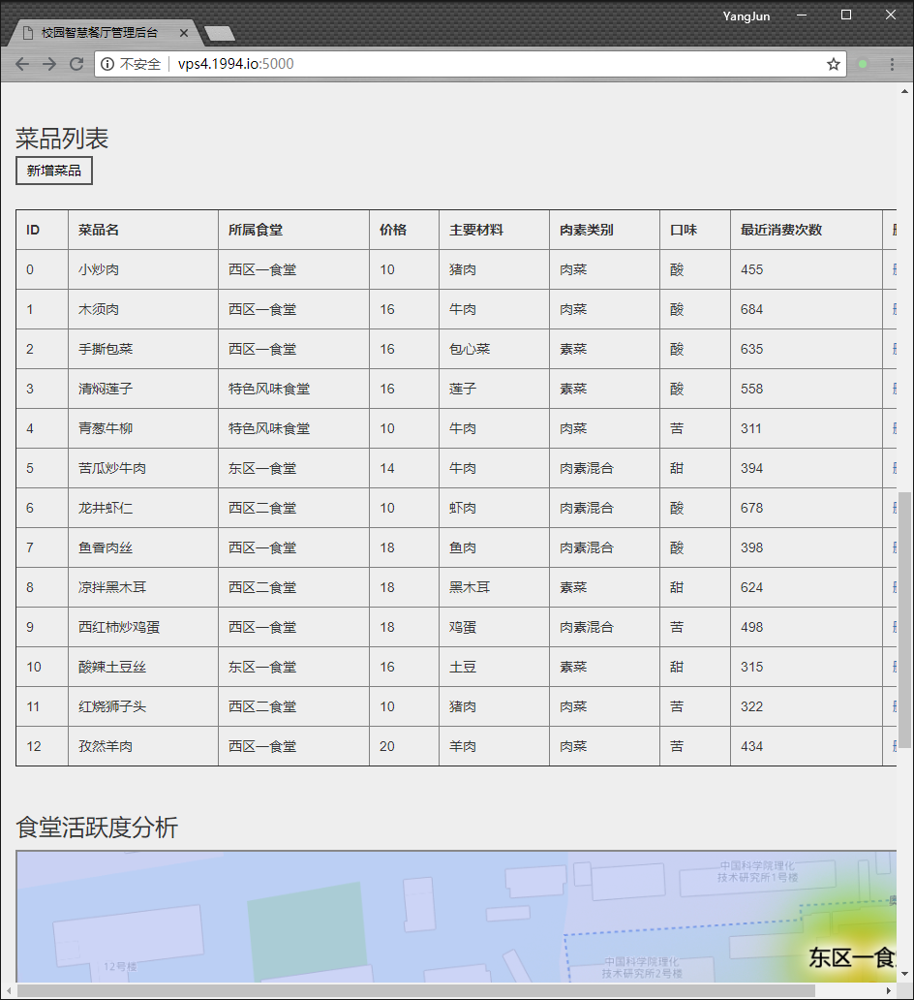 YangJun
校园智慧餐厅管理后台
不安全 vps4.1994.io:5000
菜品列表
新增菜品
ID 菜品名 所属食堂 价格 主要材料 肉素类别 口味 最近消费次数
0 小炒肉 西区一食堂 10 猪肉 肉菜 酸 455
1 木须肉 西区一食堂 16 牛肉 肉菜 酸 684
2 手撕包菜 西区一食堂 16 包心菜 素菜 酸 635
3 清焖莲子 特色风味食堂 16 莲子 素菜 酸 558
4 青葱牛柳 特色风味食堂 10 牛肉 肉菜 苦 311
5 苦瓜炒牛肉 东区一食堂 14 牛肉 肉素混合 甜 394
6 龙井虾仁 西区二食堂 10 虾肉 肉素混合 酸 678
7 鱼香肉丝 西区一食堂 18 鱼肉 肉素混合 酸 398
8 凉拌黑木耳 西区二食堂 18 黑木耳 素菜 甜 624
9 西红柿炒鸡蛋 西区一食堂 18 鸡蛋 肉素混合 苦 498
10 酸辣土豆丝 东区一食堂 16 土豆 素菜 甜 315
11 红烧狮子头 西区二食堂 10 猪肉 肉菜 苦 322
12 孜然羊肉 西区一食堂 20 羊肉 肉菜 苦 434
食堂活跃度分析
中国科学院理化
技术研究所1号楼
东区一食
12号楼
中国科学院理化
技术研究所2号楼